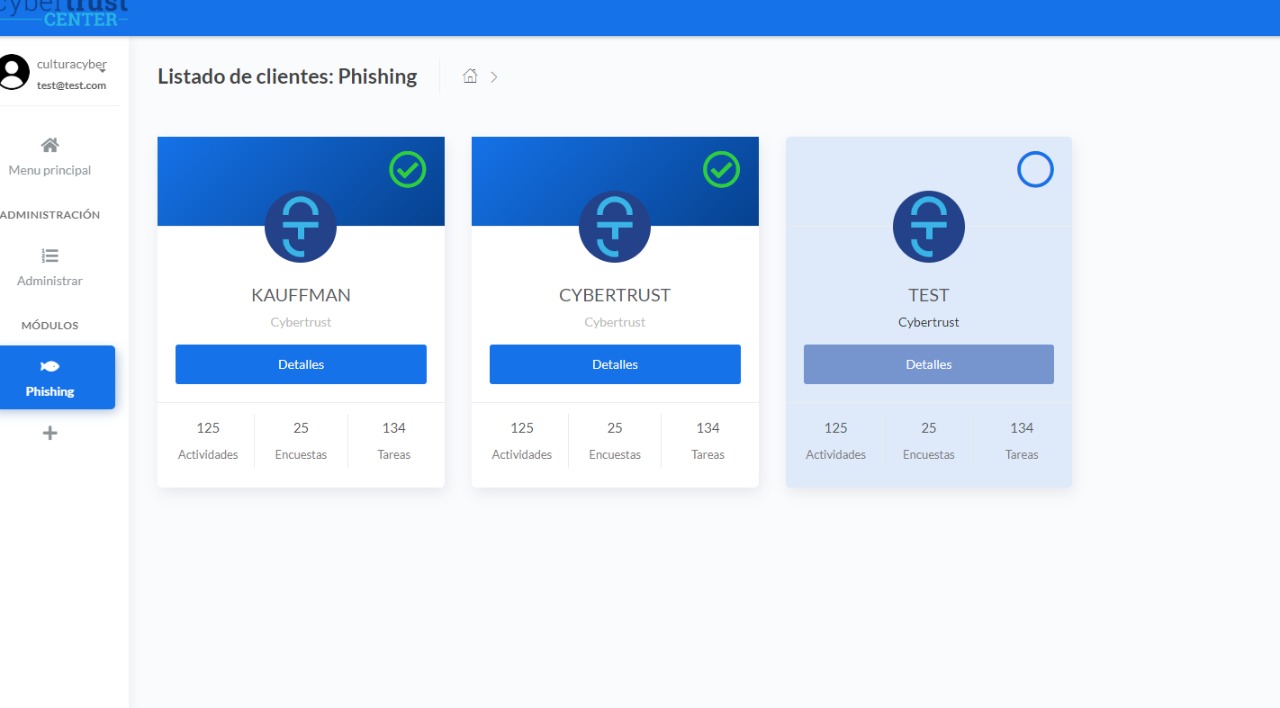 cybertrust
CENTER
culturacyber
test@test.com
Menu principal
ADMINISTRACIÓN
Administrar
MÓDULOS
Phishing
Listado de clientes: Phishing
KAUFFMAN
Cybertrust
Detalles
125
25
134
Actividades
Encuestas
Tareas
CYBERTRUST
Cybertrust
Detalles
125
25
134
Actividades
Encuestas
Tareas
TEST
Cybertrust
Detalles
125
25
134
Actividades
Encuestas
Tareas